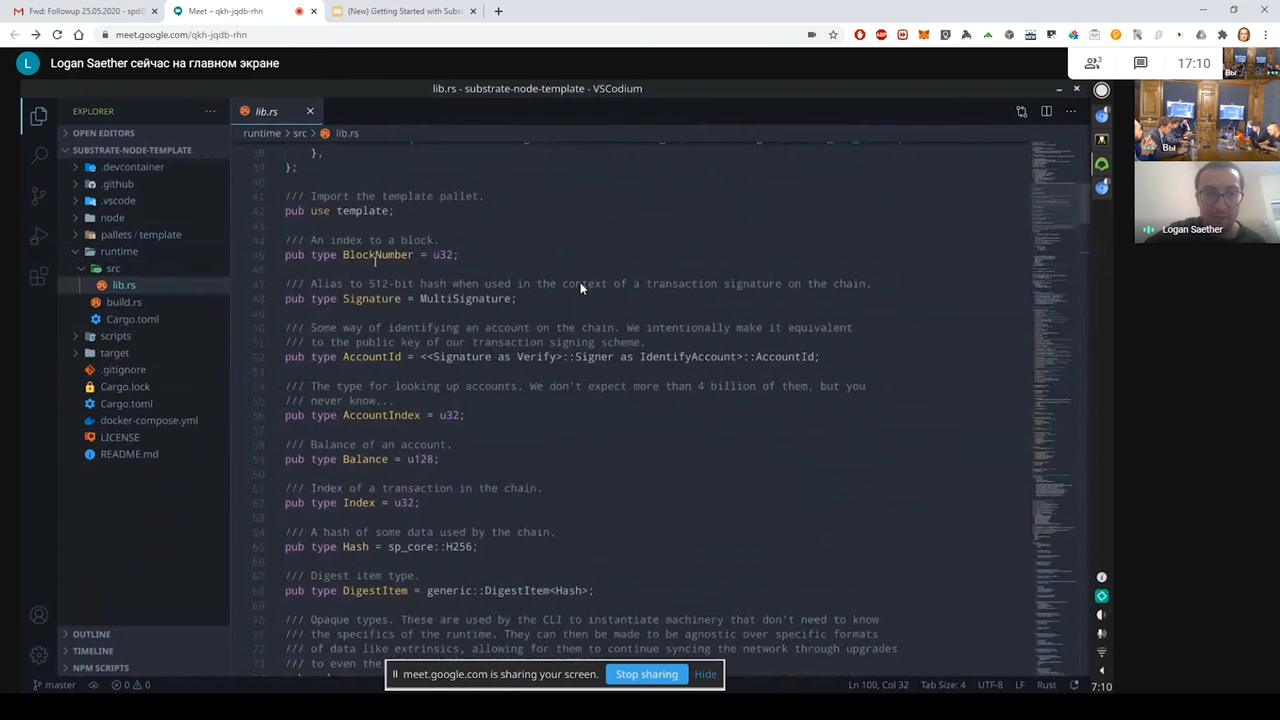 Fwd: Followup 25.05.2020 - spd@
Meet – qkh-jqdb-rhn
(New) Getting Started with Subst
meet.google.com/qkh-jqdb-rhn
L
Logan Saether сейчас на главном экране
3
17:10
Вы
Вы
Logan Saether
lib.rs - substrate-node-template - VSCodium
EXPLORER
lib.rs
OPEN EDITORS
runtime > src > lib.rs
SUBSTRATE-NODE-TEMPLATE
.devcontainer
.github
.vscode
node
pallets / template
runtime
src
lib.rs
build.rs
Cargo.toml
scripts
target
.gitignore
Cargo.lock
Cargo.toml
docker-compose.yml
LICENSE
README.md
OUTLINE
TIMELINE
NPM SCRIPTS
},
};
/// Import the template pallet.
pub use template;
/// An index to a block.
pub type BlockNumber = u32;
/// Alias to 512-bit hash when used in the context of a transaction signature on the chain.
pub type Signature = MultiSignature;
/// Some way of identifying an account on the chain. We intentionally make it equivalent
/// to the public key of our transaction signing scheme.
pub type AccountId = <<Signature as Verify>::Signer as IdentifyAccount>::AccountId;
/// The type for looking up accounts. We don't expect more than 4 billion of them, but you
/// never know...
pub type AccountIndex = u32;
/// Balance of an account.
pub type Balance = u128;
/// Index of a transaction in the chain.
pub type Index = u32;
/// A hash of some data used by the chain.
pub type Hash = sp_core::H256;
/// Digest item type.
pub type DigestItem = generic::DigestItem<Hash>;
/// Opaque types. These are used by the CLI to instantiate machinery that don't need to know
/// the specifics of the runtime. They can then be made to be agnostic over specific formats
/// of data like extrinsics, allowing for them to continue syncing the network through upgrades
/// to even the
meet.google.com is sharing your screen.
Stop sharing
Hide
master
0
0
Ln 100, Col 32
Tab Size: 4
UTF-8
LF
Rust
7:10